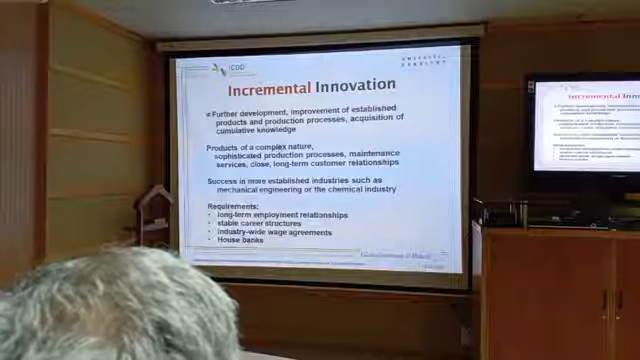 ICDD
Incremental Innovation
Further development, improvement of established
products and production processes, acquisition of
cumulative knowledge
Products of a complex nature,
sophisticated production processes, maintenance
services, close, long-term customer relationships
Success in more established industries such as
mechanical engineering or the chemical industry
Requirements:
• long-term employment relationships
• stable career structures
• industry-wide wage agreements
• House banks
Incremental Inno